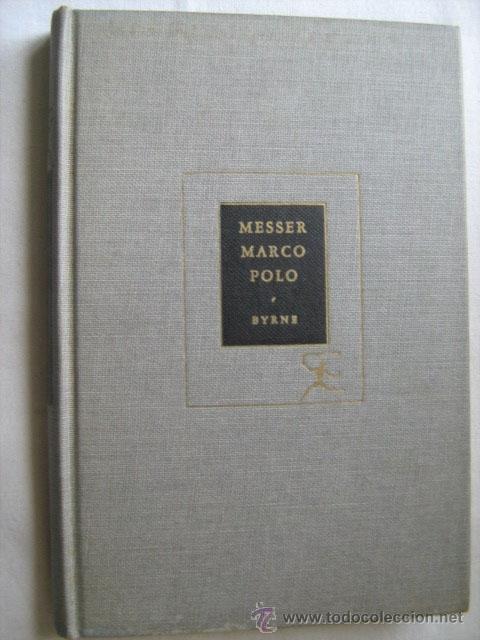 MESSER
MARCO
POLO
BYRNE
www.todocoleccion.net